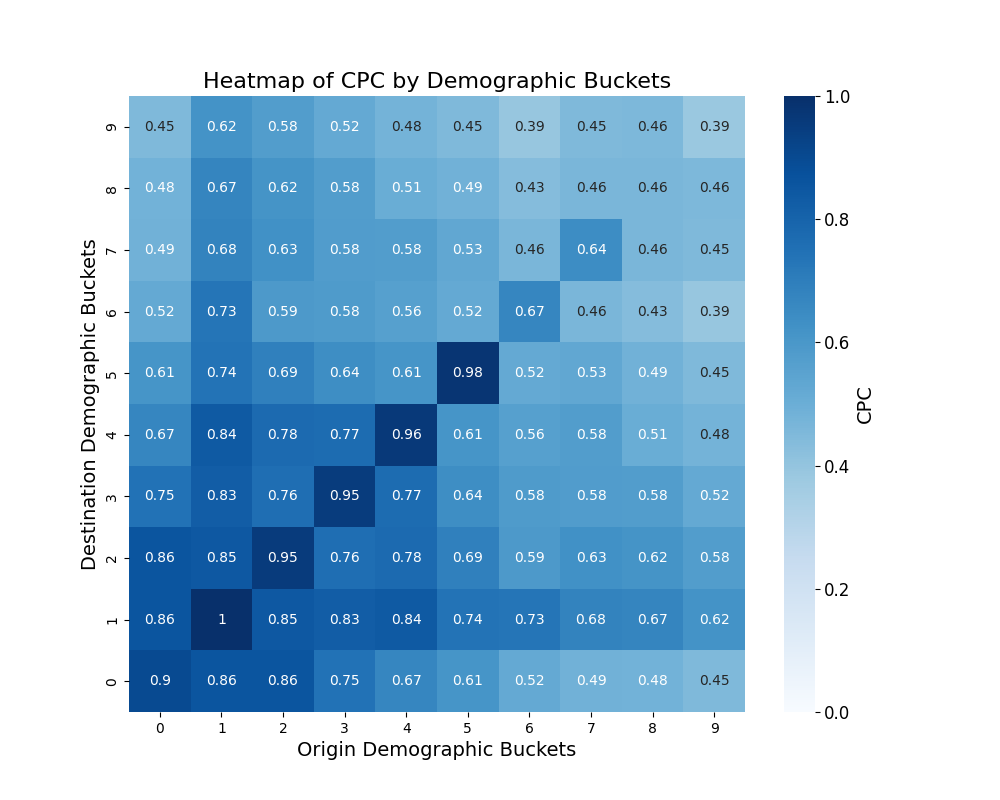 Heatmap of CPC by Demographic Buckets
9 0.45 0.62 0.58 0.52 0.48 0.45 0.39 0.45 0.46 0.39
8 0.48 0.67 0.62 0.58 0.51 0.49 0.43 0.46 0.46 0.46
7 0.49 0.68 0.63 0.58 0.58 0.53 0.46 0.64 0.46 0.45
6 0.52 0.73 0.59 0.58 0.56 0.52 0.67 0.46 0.43 0.39
5 0.61 0.74 0.69 0.64 0.61 0.98 0.52 0.53 0.49 0.45
4 0.67 0.84 0.78 0.77 0.96 0.61 0.56 0.58 0.51 0.48
3 0.75 0.83 0.76 0.95 0.77 0.64 0.58 0.58 0.58 0.52
2 0.86 0.85 0.95 0.76 0.78 0.69 0.59 0.63 0.62 0.58
1 0.86 1 0.85 0.83 0.84 0.74 0.73 0.68 0.67 0.62
0 0.9 0.86 0.86 0.75 0.67 0.61 0.52 0.49 0.48 0.45
0 1 2 3 4 5 6 7 8 9
Origin Demographic Buckets
Destination Demographic Buckets
1.0
0.8
0.6
0.4
0.2
0.0
CPC